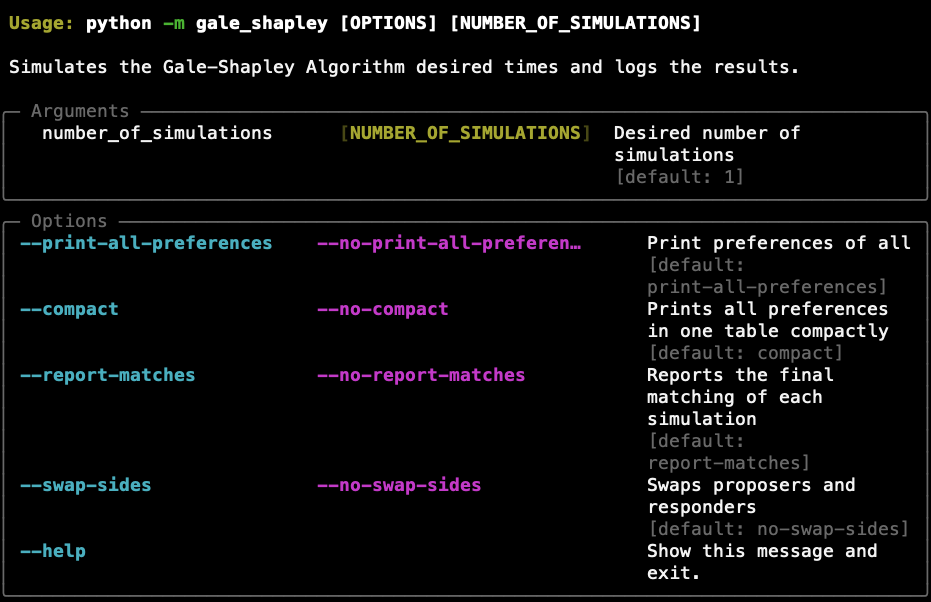 Usage: python -m gale_shapley [OPTIONS] [NUMBER_OF_SIMULATIONS]
Simulates the Gale-Shapley Algorithm desired times and logs the results.
Arguments
number_of_simulations [NUMBER_OF_SIMULATIONS] Desired number of
simulations
[default: 1]
Options
--print-all-preferences --no-print-all-preferen… Print preferences of all
[default:
print-all-preferences]
--compact --no-compact Prints all preferences
in one table compactly
[default: compact]
--report-matches --no-report-matches Reports the final
matching of each
simulation
[default:
report-matches]
--swap-sides --no-swap-sides Swaps proposers and
responders
[default: no-swap-sides]
--help Show this message and
exit.